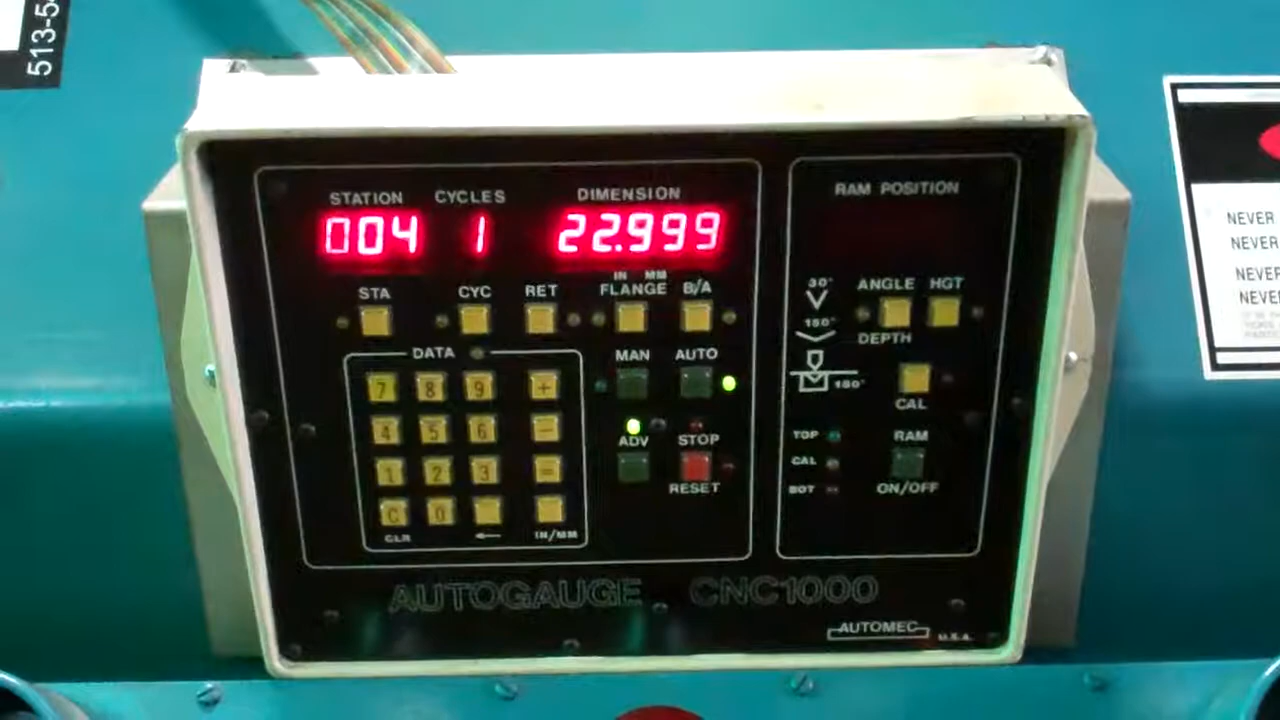 513-5
STATION CYCLES DIMENSION
004 1 22.999
IN MM
STA CYC RET FLANGE B/A
DATA
7 8 9 +
4 5 6 −
1 2 3 =
C 0
CLR ← IN/MM
MAN AUTO
ADV STOP
RESET
RAM POSITION
30°
150°
ANGLE HGT
DEPTH
180°
CAL
TOP
CAL
BOT
RAM
ON/OFF
AUTOGAUGE CNC1000
AUTOMEC U.S.A.
NEVER
NEVER
NEVER
NEVE